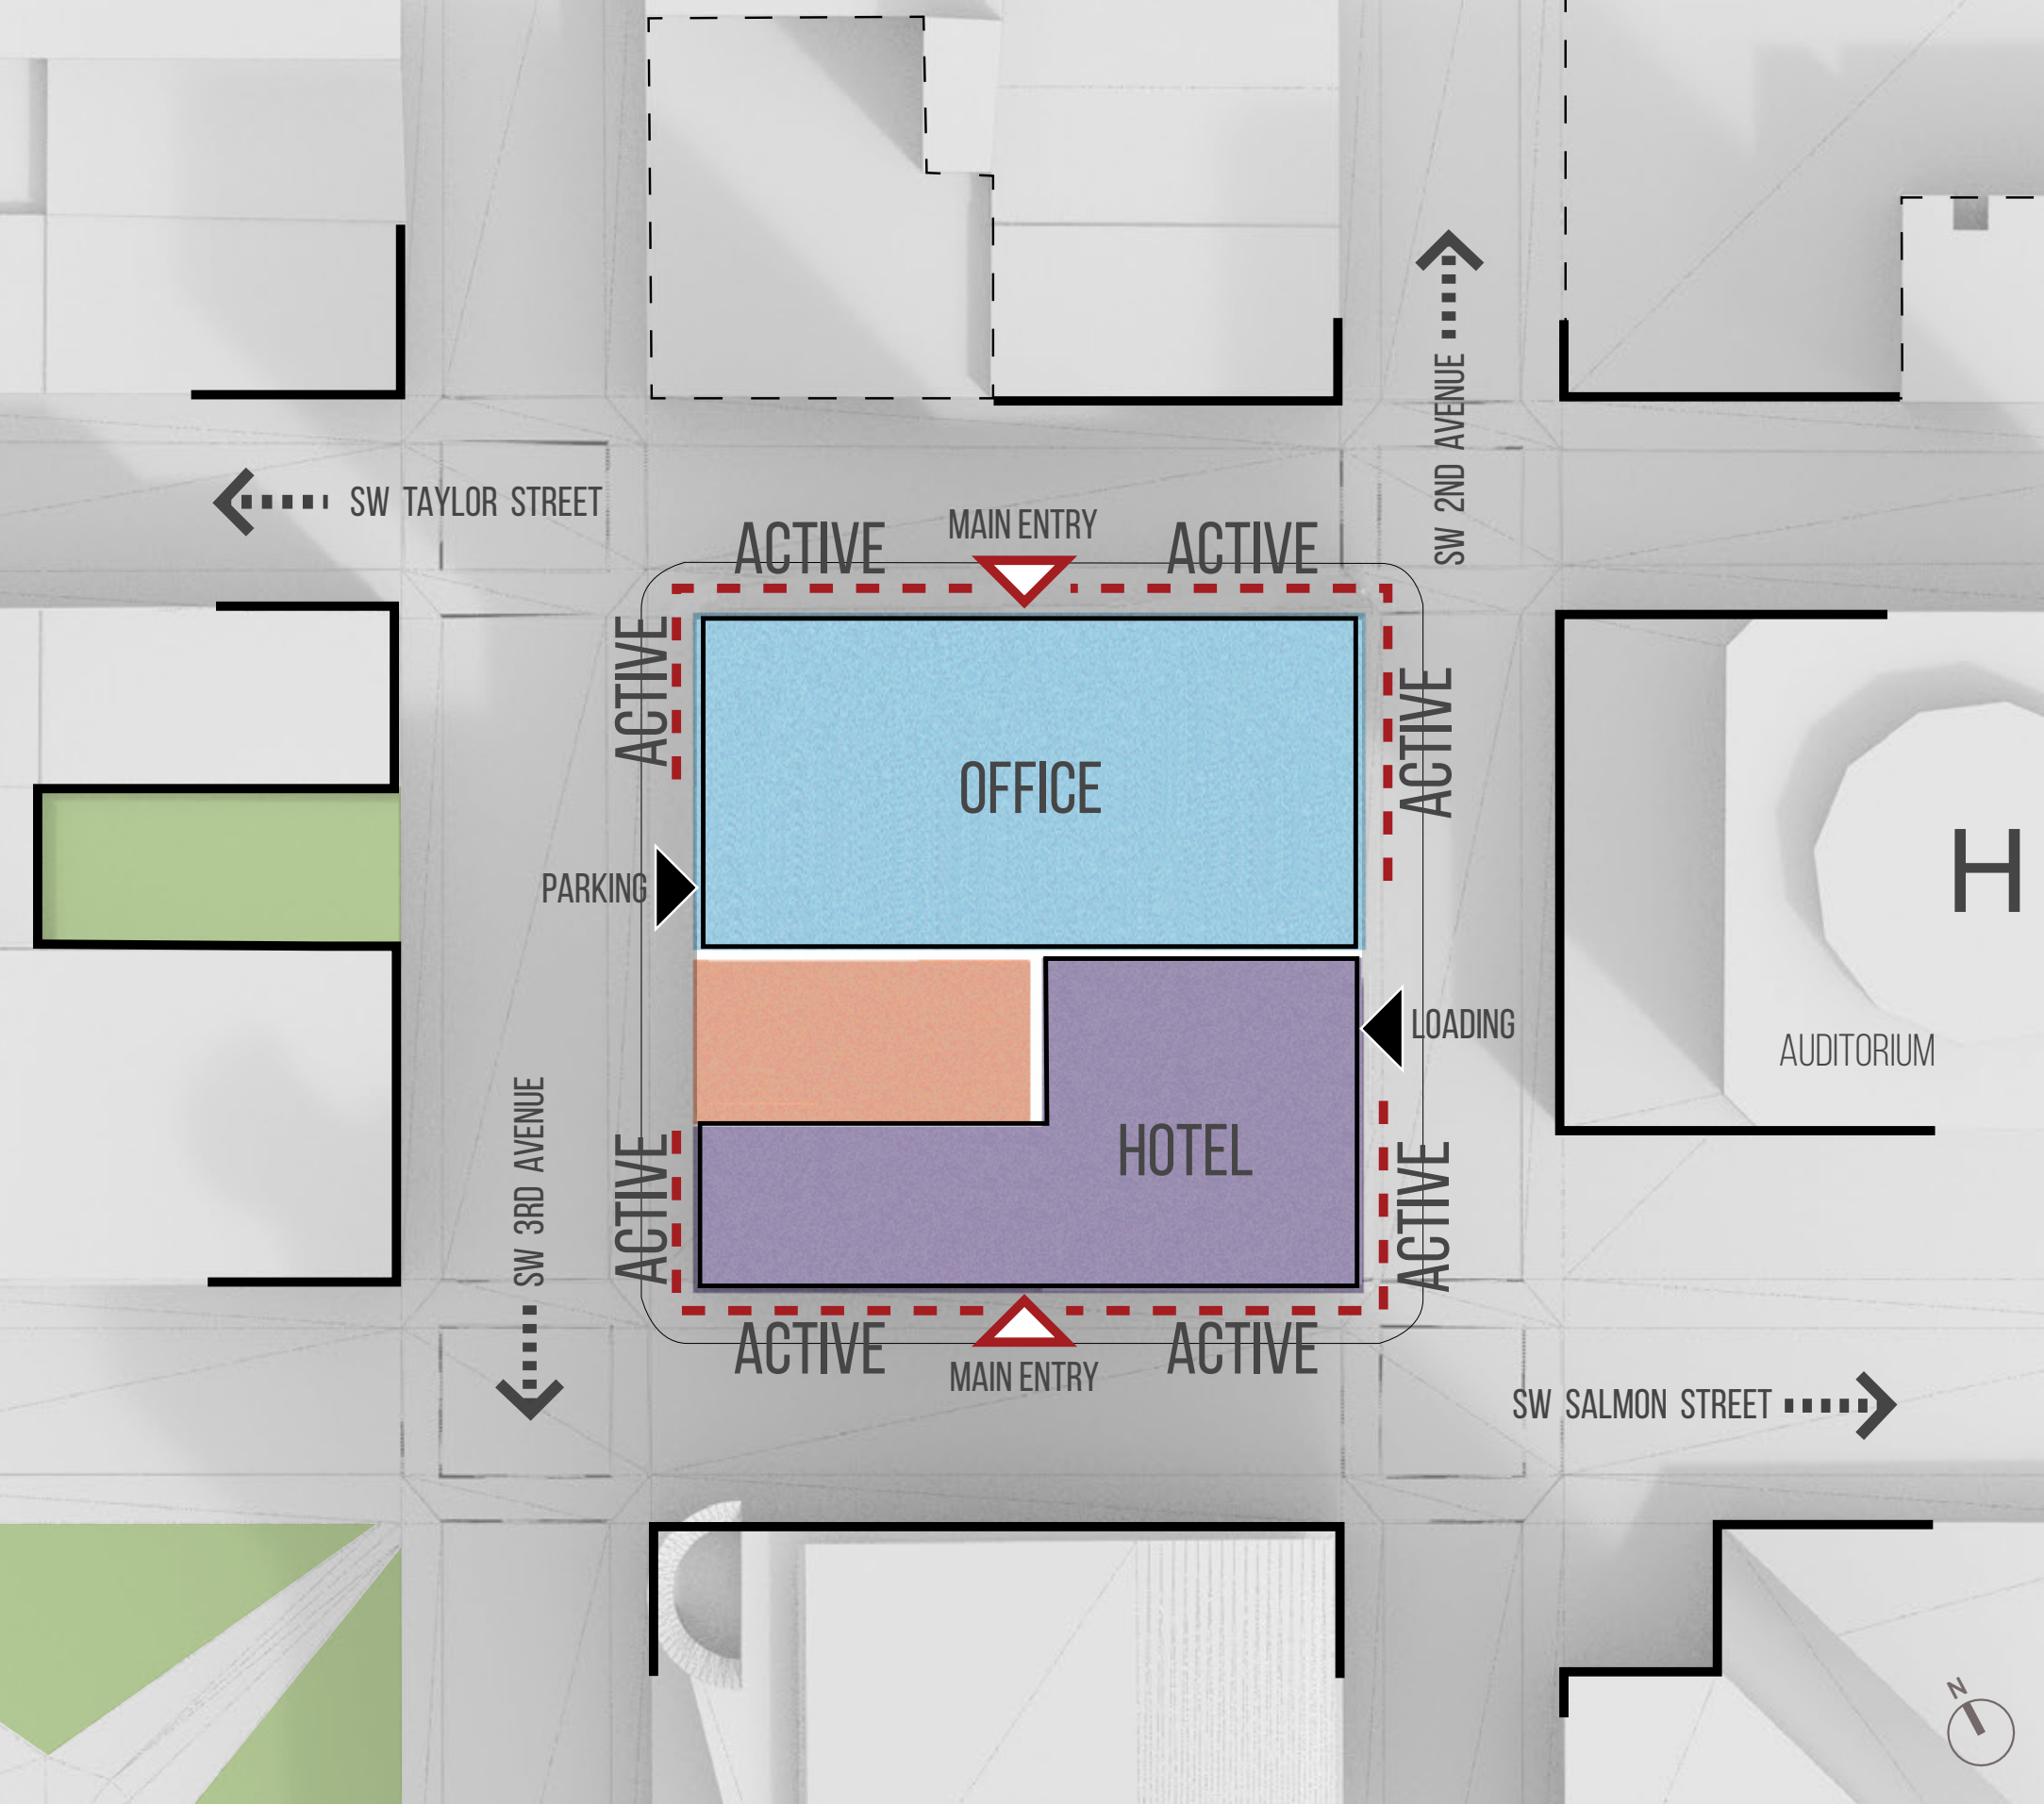 SW 2ND AVENUE
SW TAYLOR STREET
MAIN ENTRY
ACTIVE
ACTIVE
ACTIVE
ACTIVE
OFFICE
PARKING
H
LOADING
AUDITORIUM
SW 3RD AVENUE
HOTEL
ACTIVE
ACTIVE
ACTIVE
ACTIVE
MAIN ENTRY
SW SALMON STREET
N